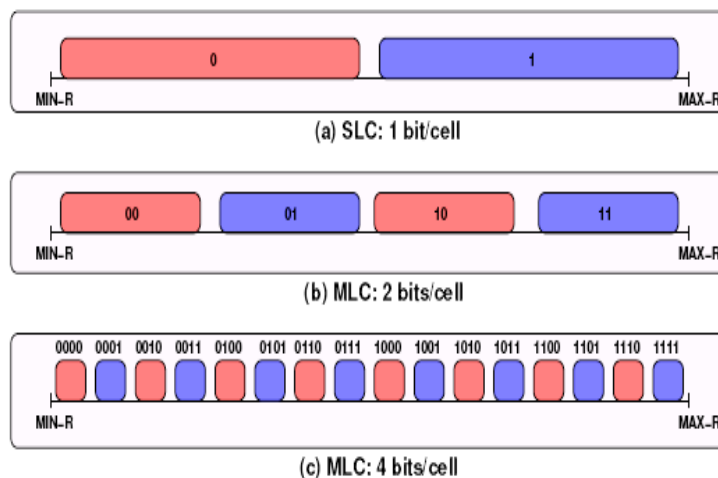 0 1
MIN-R MAX-R
(a) SLC: 1 bit/cell
00 01 10 11
MIN-R MAX-R
(b) MLC: 2 bits/cell
0000 0001 0010 0011 0100 0101 0110 0111 1000 1001 1010 1011 1100 1101 1110 1111
MIN-R MAX-R
(c) MLC: 4 bits/cell